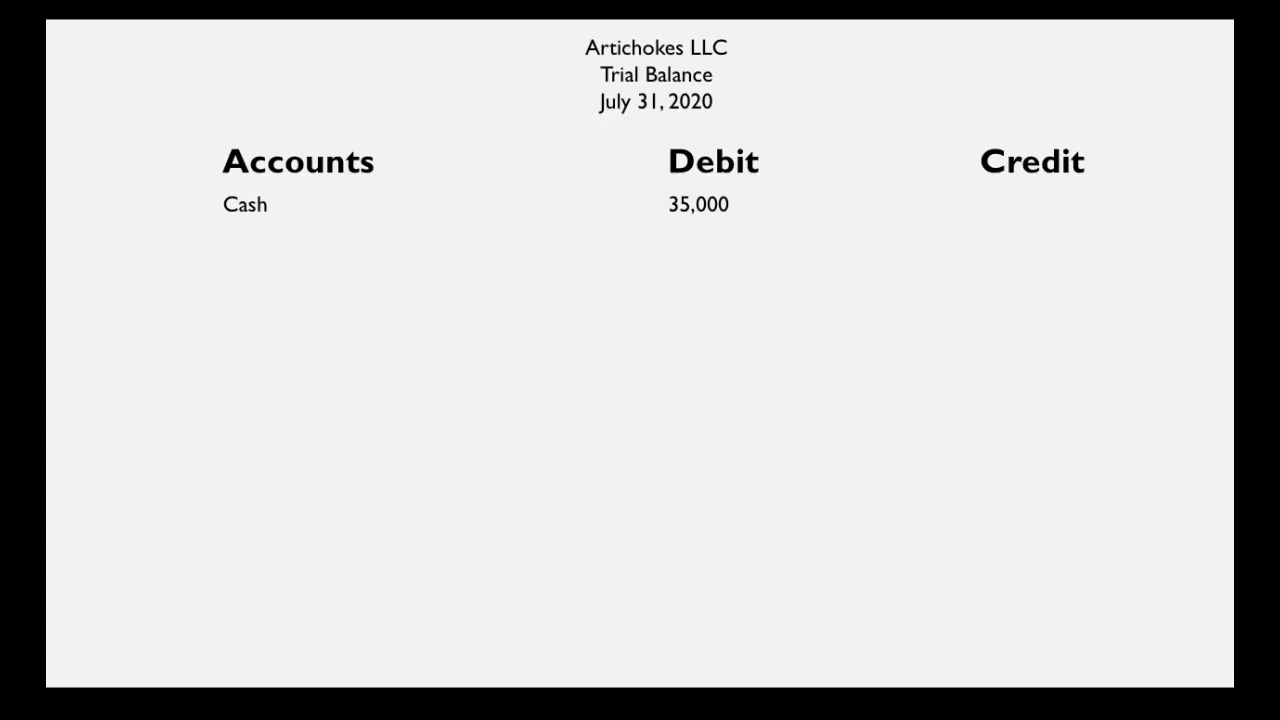 Artichokes LLC
Trial Balance
July 31, 2020
Accounts Debit Credit
Cash 35,000